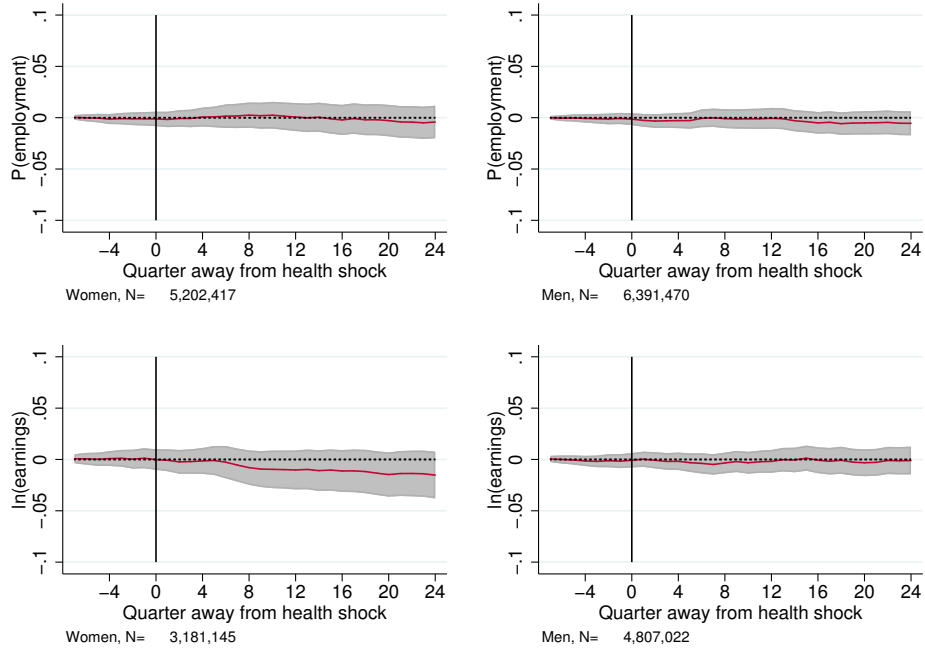 P(employment)
.1
.05
0
−.05
−.1
−4 0 4 8 12 16 20 24
Quarter away from health shock
Women, N= 5,202,417
P(employment)
.1
.05
0
−.05
−.1
−4 0 4 8 12 16 20 24
Quarter away from health shock
Men, N= 6,391,470
ln(earnings)
.1
.05
0
−.05
−.1
−4 0 4 8 12 16 20 24
Quarter away from health shock
Women, N= 3,181,145
ln(earnings)
.1
.05
0
−.05
−.1
−4 0 4 8 12 16 20 24
Quarter away from health shock
Men, N= 4,807,022